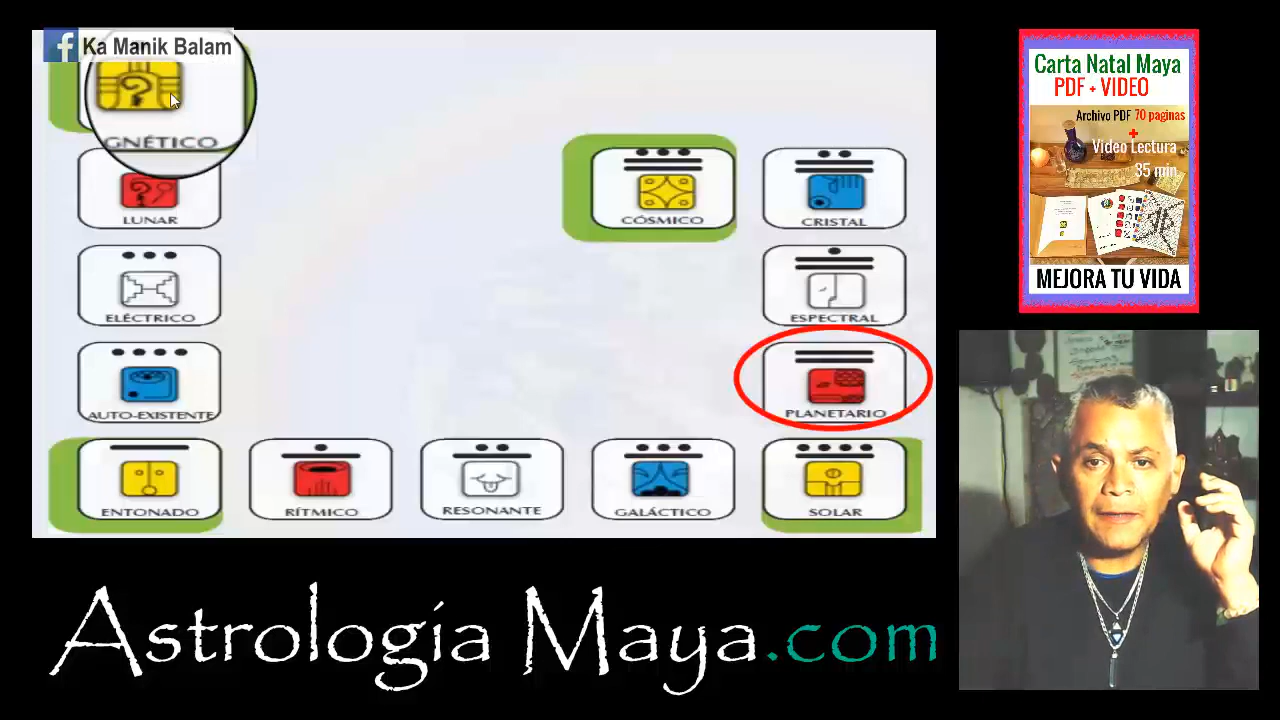 Ka Manik Balam
GNÉTICO
LUNAR
ELÉCTRICO
AUTO-EXISTENTE
ENTONADO
RÍTMICO
RESONANTE
GALÁCTICO
SOLAR
PLANETARIO
ESPECTRAL
CRISTAL
CÓSMICO
Carta Natal Maya
PDF + VIDEO
Archivo PDF 70 paginas
+
Video Lectura
35 min.
MEJORA TU VIDA
Astrologia Maya.com